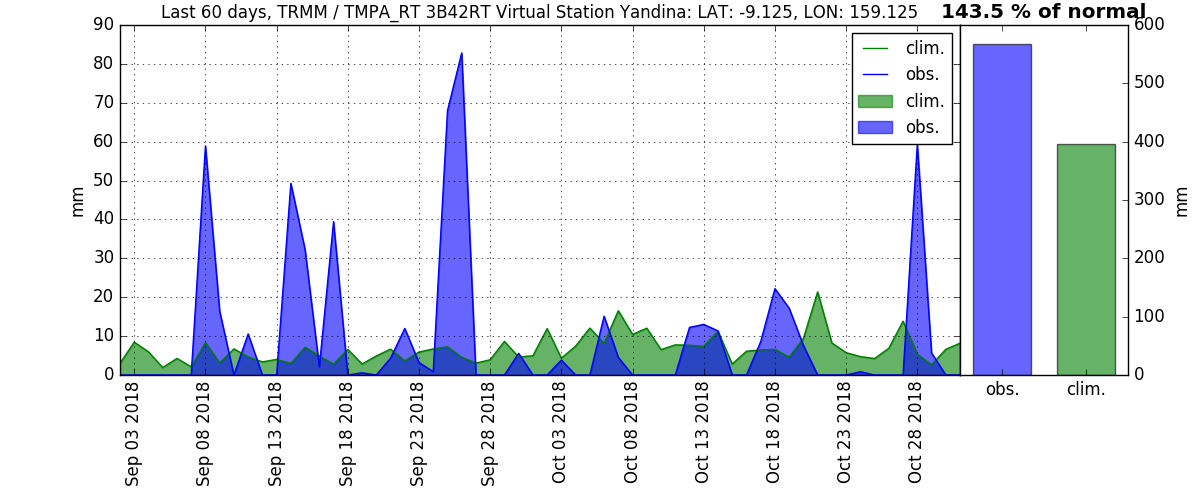 Last 60 days, TRMM / TMPA_RT 3B42RT Virtual Station Yandina: LAT: -9.125, LON: 159.125
143.5 % of normal
90
80
70
60
50
40
30
20
10
0
mm
clim.
obs.
clim.
obs.
600
500
400
300
200
100
0
mm
Sep 03 2018
Sep 08 2018
Sep 13 2018
Sep 18 2018
Sep 23 2018
Sep 28 2018
Oct 03 2018
Oct 08 2018
Oct 13 2018
Oct 18 2018
Oct 23 2018
Oct 28 2018
obs.
clim.